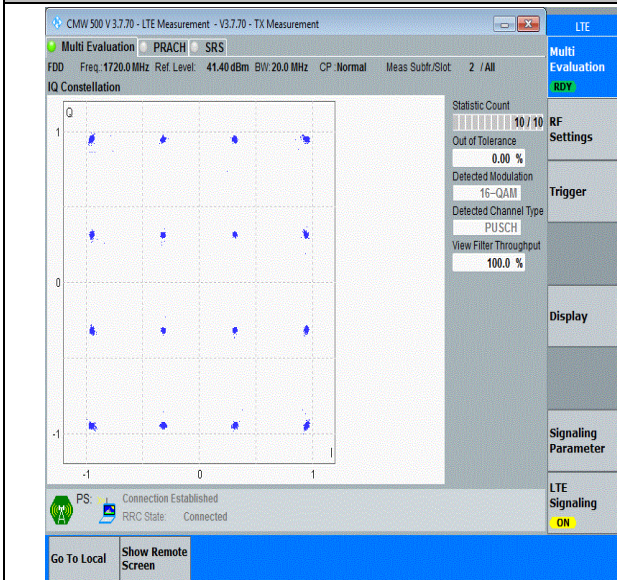 CMW 500 V 3.7.70 - LTE Measurement - V3.7.70 - TX Measurement
LTE
Multi Evaluation PRACH SRS
FDD Freq.:1720.0 MHz Ref. Level: 41.40 dBm BW:20.0 MHz CP :Normal Meas Subfr./Slot: 2 / All
IQ Constellation
Q
1
0
-1
-1 0 1
I
Statistic Count
10 / 10
Out of Tolerance
0.00 %
Detected Modulation
16-QAM
Detected Channel Type
PUSCH
View Filter Throughput
100.0 %
Multi
Evaluation
RDY
RF
Settings
Trigger
Display
Signaling
Parameter
LTE
Signaling
ON
PS: Connection Established
RRC State: Connected
Go To Local
Show Remote
Screen